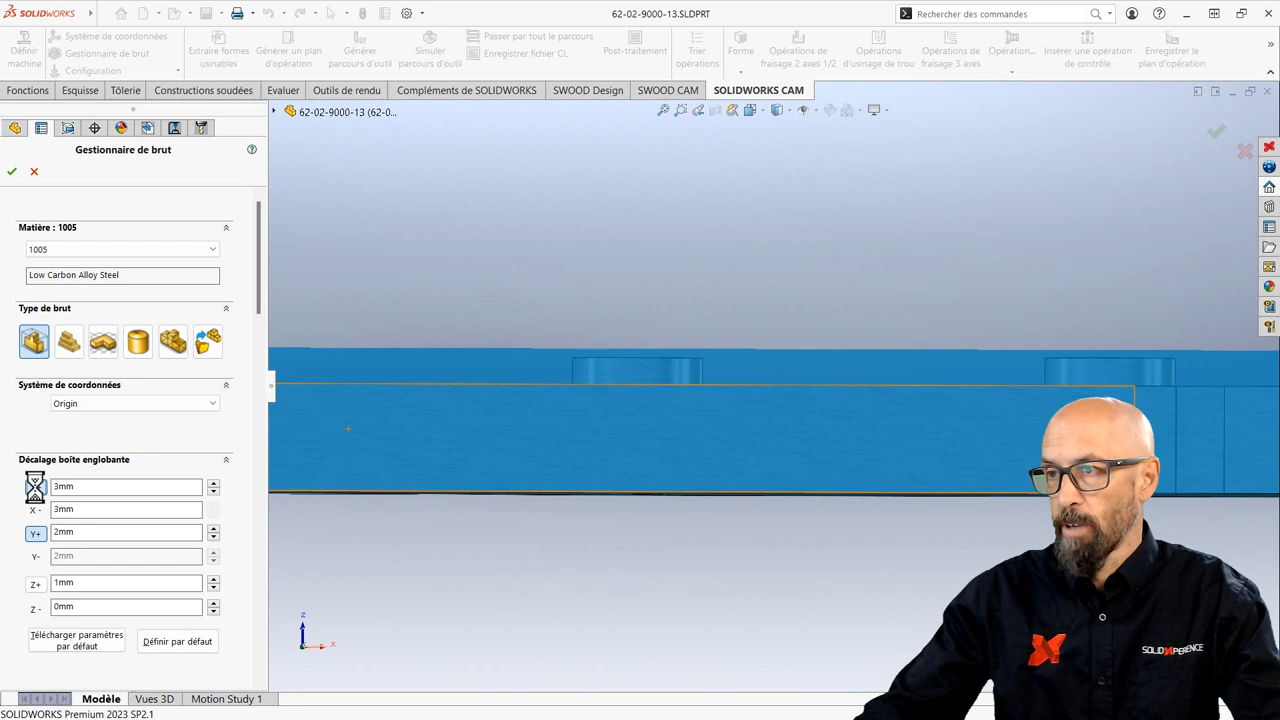 SOLIDWORKS
62-02-9000-13.SLDPRT
Rechercher des commandes
Définir machine
Système de coordonnées
Gestionnaire de brut
Configuration
Extraire formes usinables
Générer un plan d'opération
Générer parcours d'outil
Simuler parcours d'outil
Passer par tout le parcours
Enregistrer fichier CL
Post-traitement
Trier opérations
Forme
Opérations de fraisage 2 axes 1/2
Opérations d'usinage de trou
Opérations de fraisage 3 axes
Opération...
Insérer une opération de contrôle
Enregistrer le plan d'opération
Fonctions
Esquisse
Tôlerie
Constructions soudées
Evaluer
Outils de rendu
Compléments de SOLIDWORKS
SWOOD Design
SWOOD CAM
SOLIDWORKS CAM
62-02-9000-13 (62-0...
Gestionnaire de brut
Matière : 1005
1005
Low Carbon Alloy Steel
Type de brut
Système de coordonnées
Origin
Décalage boîte englobante
3mm
X - 3mm
Y+ 2mm
Y- 2mm
Z+ 1mm
Z - 0mm
Télécharger paramètres par défaut
Définir par défaut
Z
X
SOLIDXPERIENCE
Modèle
Vues 3D
Motion Study 1
SOLIDWORKS Premium 2023 SP2.1